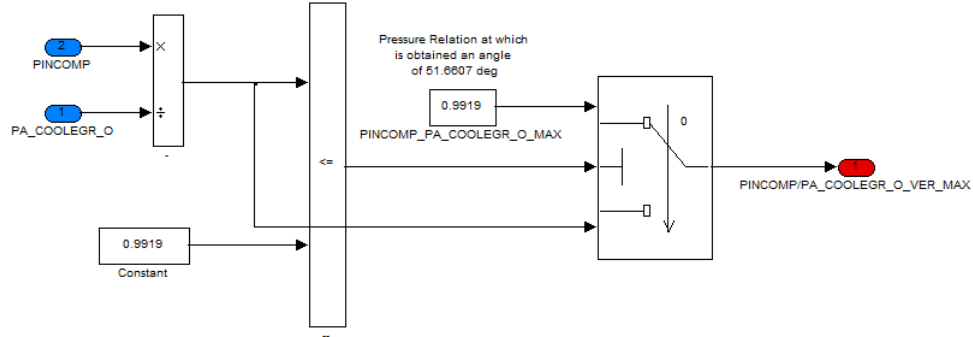 2
PINCOMP
×
1
PA_COOLEGR_O
÷
-
<=
--
0.9919
Constant
Pressure Relation at which
is obtained an angle
of 51.6607 deg
0.9919
PINCOMP_PA_COOLEGR_O_MAX
0
1
PINCOMP/PA_COOLEGR_O_VER_MAX